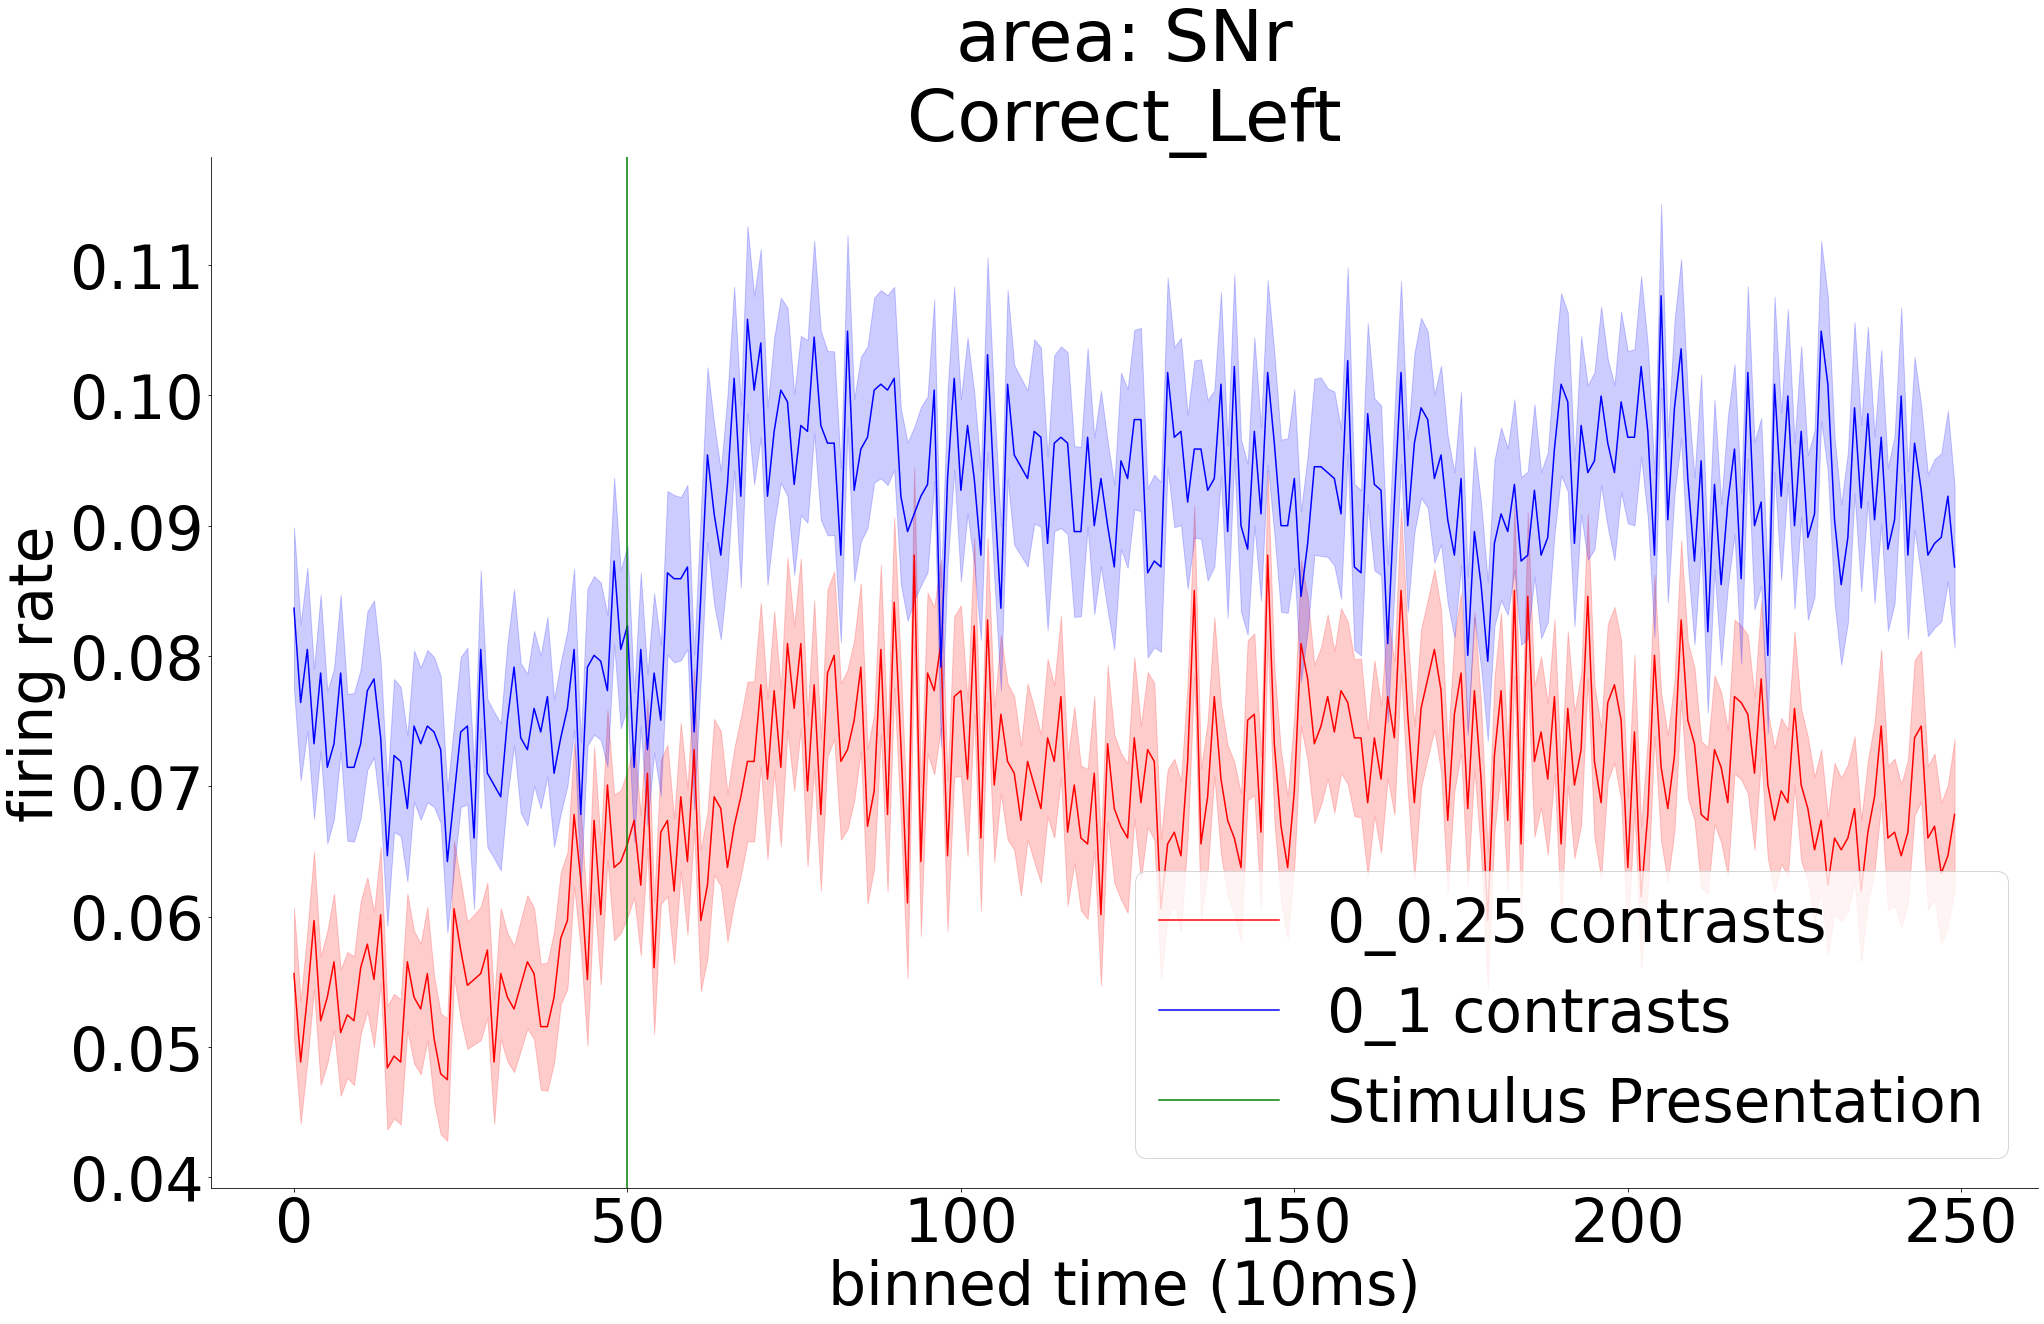 area: SNr
Correct_Left
firing rate
0.11
0.10
0.09
0.08
0.07
0.06
0.05
0.04
0_0.25 contrasts
0_1 contrasts
Stimulus Presentation
0 50 100 150 200 250
binned time (10ms)